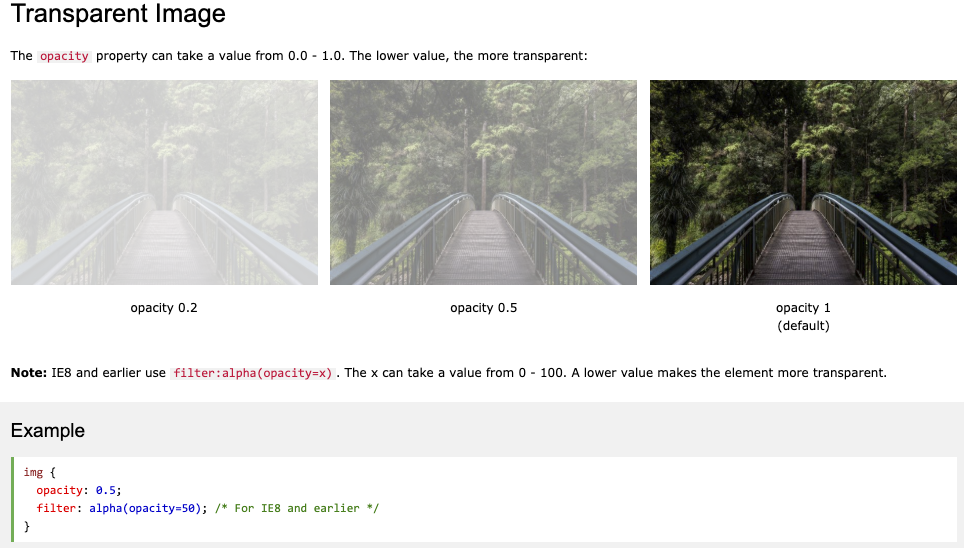 Transparent Image
The opacity property can take a value from 0.0 - 1.0. The lower value, the more transparent:
opacity 0.2
opacity 0.5
opacity 1
(default)
Note: IE8 and earlier use filter:alpha(opacity=x). The x can take a value from 0 - 100. A lower value makes the element more transparent.
Example
img {
  opacity: 0.5;
  filter: alpha(opacity=50); /* For IE8 and earlier */
}